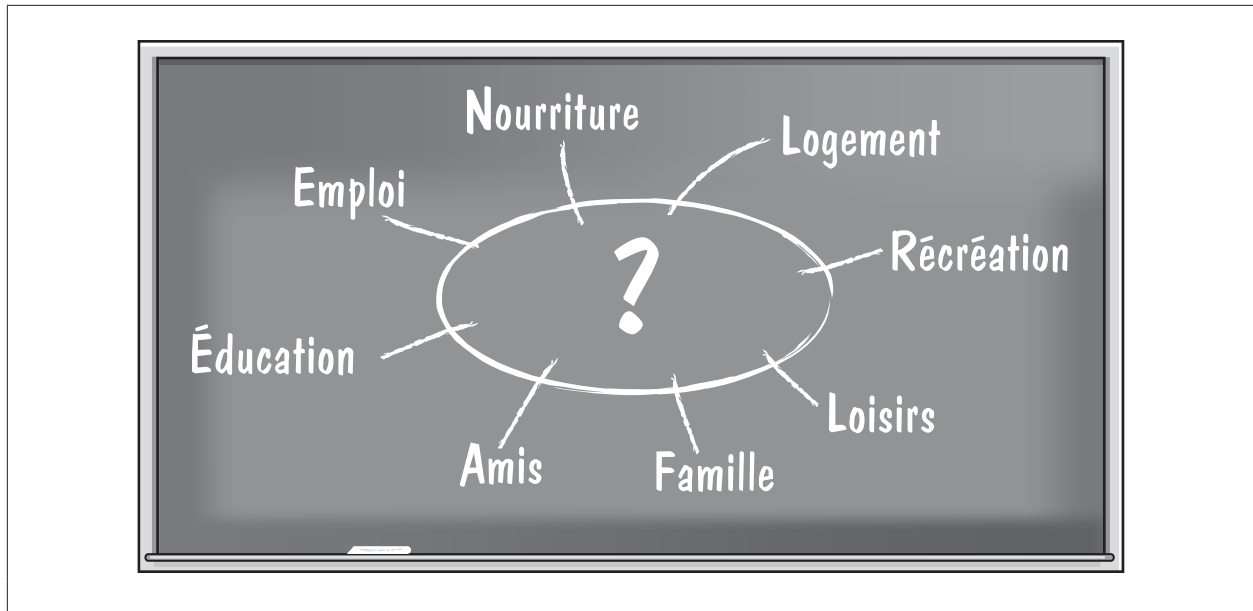 Nourriture
Logement
Emploi
Récréation
?
Éducation
Loisirs
Amis
Famille